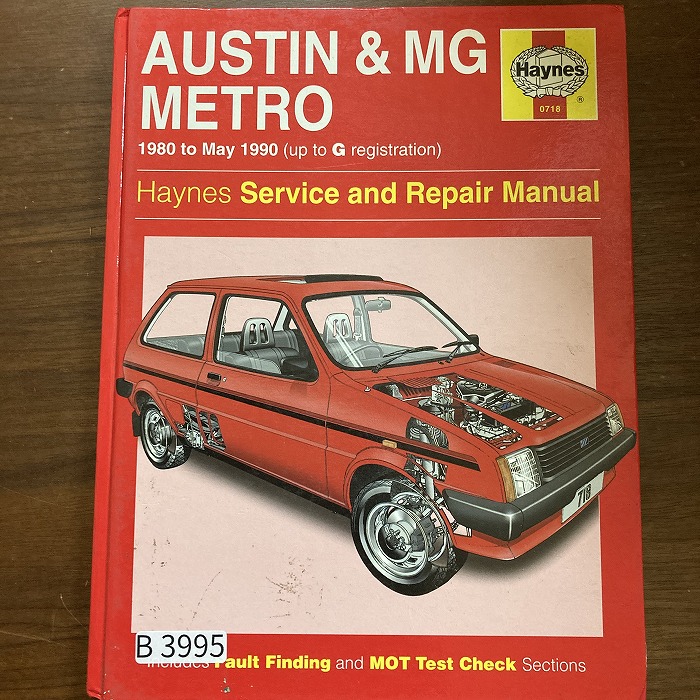 AUSTIN & MG
METRO
Haynes
®
0718
1980 to May 1990 (up to G registration)
Haynes Service and Repair Manual
718
B 3995
Includes Fault Finding and MOT Test Check Sections